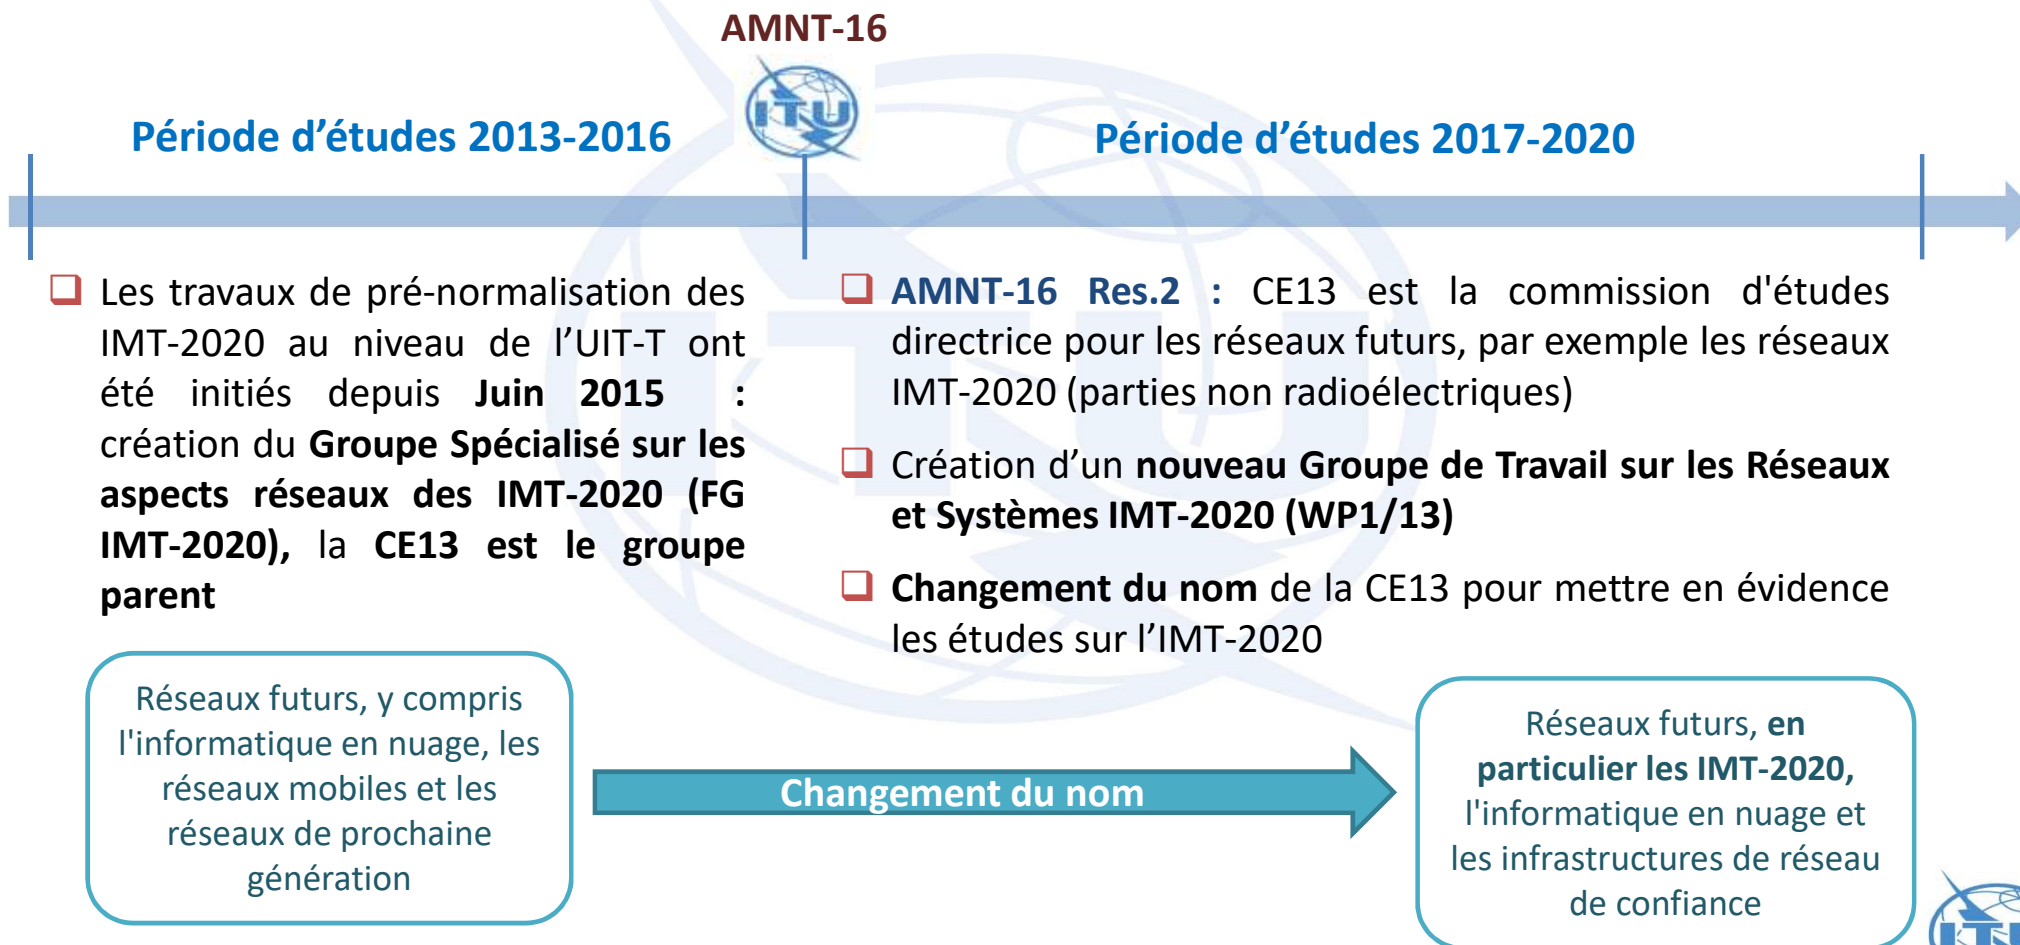 AMNT-16
ITU
Période d’études 2013-2016
Période d’études 2017-2020
Les travaux de pré-normalisation des
IMT-2020 au niveau de l’UIT-T ont
été initiés depuis Juin 2015 :
création du Groupe Spécialisé sur les
aspects réseaux des IMT-2020 (FG
IMT-2020), la CE13 est le groupe
parent
AMNT-16 Res.2 : CE13 est la commission d'études
directrice pour les réseaux futurs, par exemple les réseaux
IMT-2020 (parties non radioélectriques)
Création d’un nouveau Groupe de Travail sur les Réseaux
et Systèmes IMT-2020 (WP1/13)
Changement du nom de la CE13 pour mettre en évidence
les études sur l’IMT-2020
Réseaux futurs, y compris
l'informatique en nuage, les
réseaux mobiles et les
réseaux de prochaine
génération
Changement du nom
Réseaux futurs, en
particulier les IMT-2020,
l'informatique en nuage et
les infrastructures de réseau
de confiance
ITU